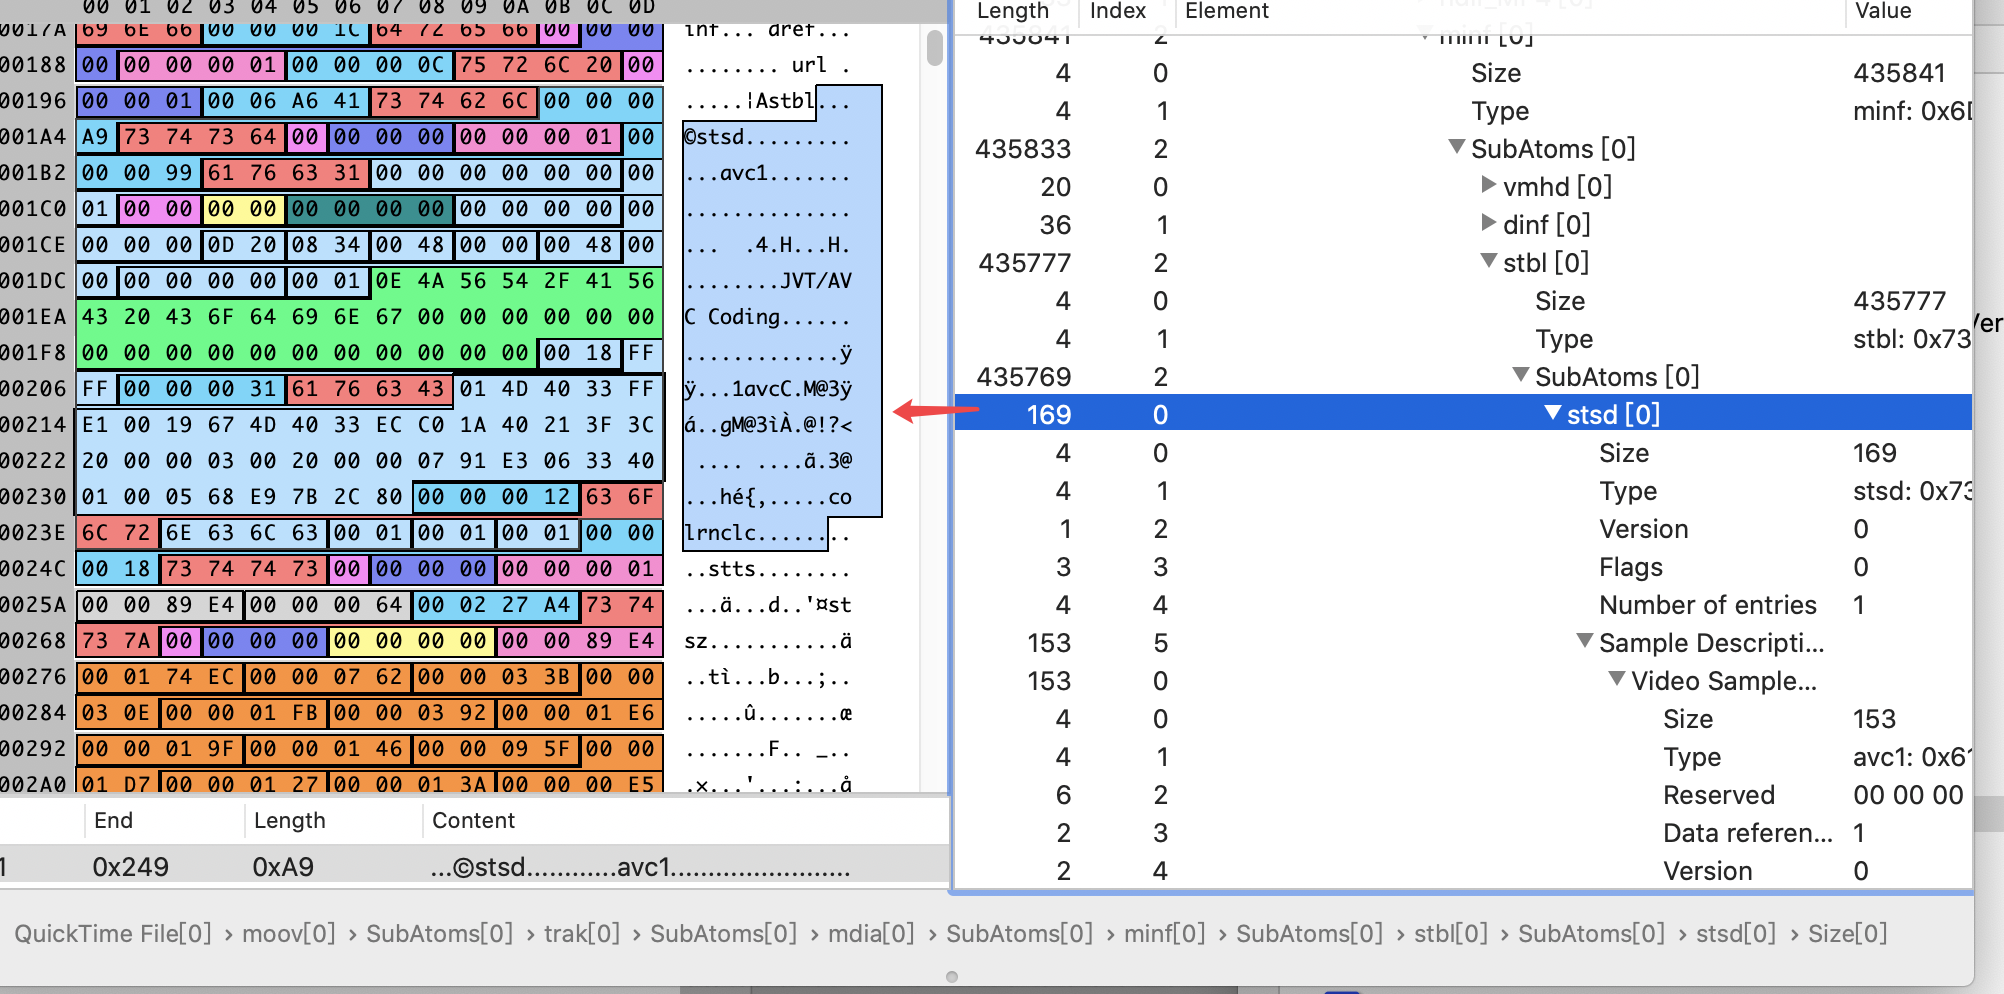 00 01 02 03 04 05 06 07 08 09 0A 0B 0C 0D
0017A 69 6E 66 00 00 00 1C 64 72 65 66 00 00 00 inf... dref...
00188 00 00 00 00 01 00 00 00 0C 75 72 6C 20 00 ........ url .
00196 00 00 01 00 06 A6 41 73 74 62 6C 00 00 00 .....¦Astbl...
001A4 A9 73 74 73 64 00 00 00 00 00 00 00 01 00 ©stsd.........
001B2 00 00 99 61 76 63 31 00 00 00 00 00 00 00 ...avc1.......
001C0 01 00 00 00 00 00 00 00 00 00 00 00 00 00 ..............
001CE 00 00 00 0D 20 08 34 00 48 00 00 00 48 00 ... .4.H...H.
001DC 00 00 00 00 00 00 01 0E 4A 56 54 2F 41 56 ........JVT/AV
001EA 43 20 43 6F 64 69 6E 67 00 00 00 00 00 00 C Coding......
001F8 00 00 00 00 00 00 00 00 00 00 00 00 18 FF .............ÿ
00206 FF 00 00 00 31 61 76 63 43 01 4D 40 33 FF ÿ...1avcC.M@3ÿ
00214 E1 00 19 67 4D 40 33 EC C0 1A 40 21 3F 3C á..gM@3ìÀ.@!?<
00222 20 00 00 03 00 20 00 00 07 91 E3 06 33 40 .... ....ã.3@
00230 01 00 05 68 E9 7B 2C 80 00 00 00 12 63 6F ...hé{,.....co
0023E 6C 72 6E 63 6C 63 00 01 00 01 00 01 00 00 lrnclc........
0024C 00 18 73 74 74 73 00 00 00 00 00 00 00 01 ..stts........
0025A 00 00 89 E4 00 00 00 64 00 02 27 A4 73 74 ...ä...d..'¤st
00268 73 7A 00 00 00 00 00 00 00 00 00 00 89 E4 sz...........ä
00276 00 01 74 EC 00 00 07 62 00 00 03 3B 00 00 ..tì...b...;..
00284 03 0E 00 00 01 FB 00 00 03 92 00 00 01 E6 .....û.......æ
00292 00 00 01 9F 00 00 01 46 00 00 09 5F 00 00 .......F.. _..
002A0 01 D7 00 00 01 27 00 00 01 3A 00 00 00 E5 .×...'...:...å
End Length Content
1 0x249 0xA9 ...©stsd............avc1.......................
Length Index Element Value
435841 2 minf [0]
4 0 Size 435841
4 1 Type minf: 0x6
435833 2 SubAtoms [0]
20 0 vmhd [0]
36 1 dinf [0]
435777 2 stbl [0]
4 0 Size 435777
4 1 Type stbl: 0x73
435769 2 SubAtoms [0]
169 0 stsd [0]
4 0 Size 169
4 1 Type stsd: 0x73
1 2 Version 0
3 3 Flags 0
4 4 Number of entries 1
153 5 Sample Descripti...
153 0 Video Sample...
4 0 Size 153
4 1 Type avc1: 0x6
6 2 Reserved 00 00 00
2 3 Data referen... 1
2 4 Version 0
QuickTime File[0] › moov[0] › SubAtoms[0] › trak[0] › SubAtoms[0] › mdia[0] › SubAtoms[0] › minf[0] › SubAtoms[0] › stbl[0] › SubAtoms[0] › stsd[0] › Size[0]